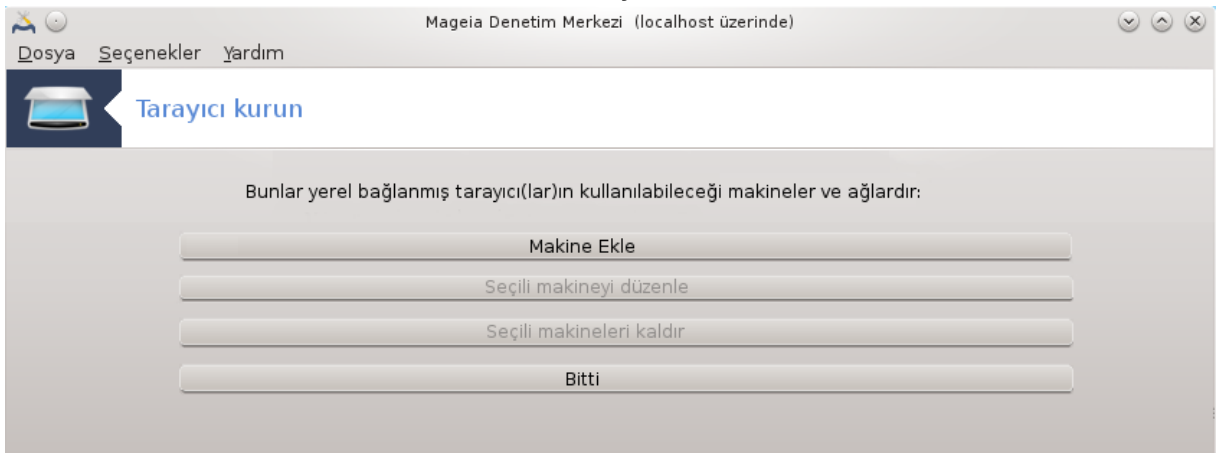 Mageia Denetim Merkezi (localhost üzerinde)
Dosya Seçenekler Yardım
Tarayıcı kurun
Bunlar yerel bağlanmış tarayıcı(lar)ın kullanılabileceği makineler ve ağlardır:
Makine Ekle
Seçili makineyi düzenle
Seçili makineleri kaldır
Bitti